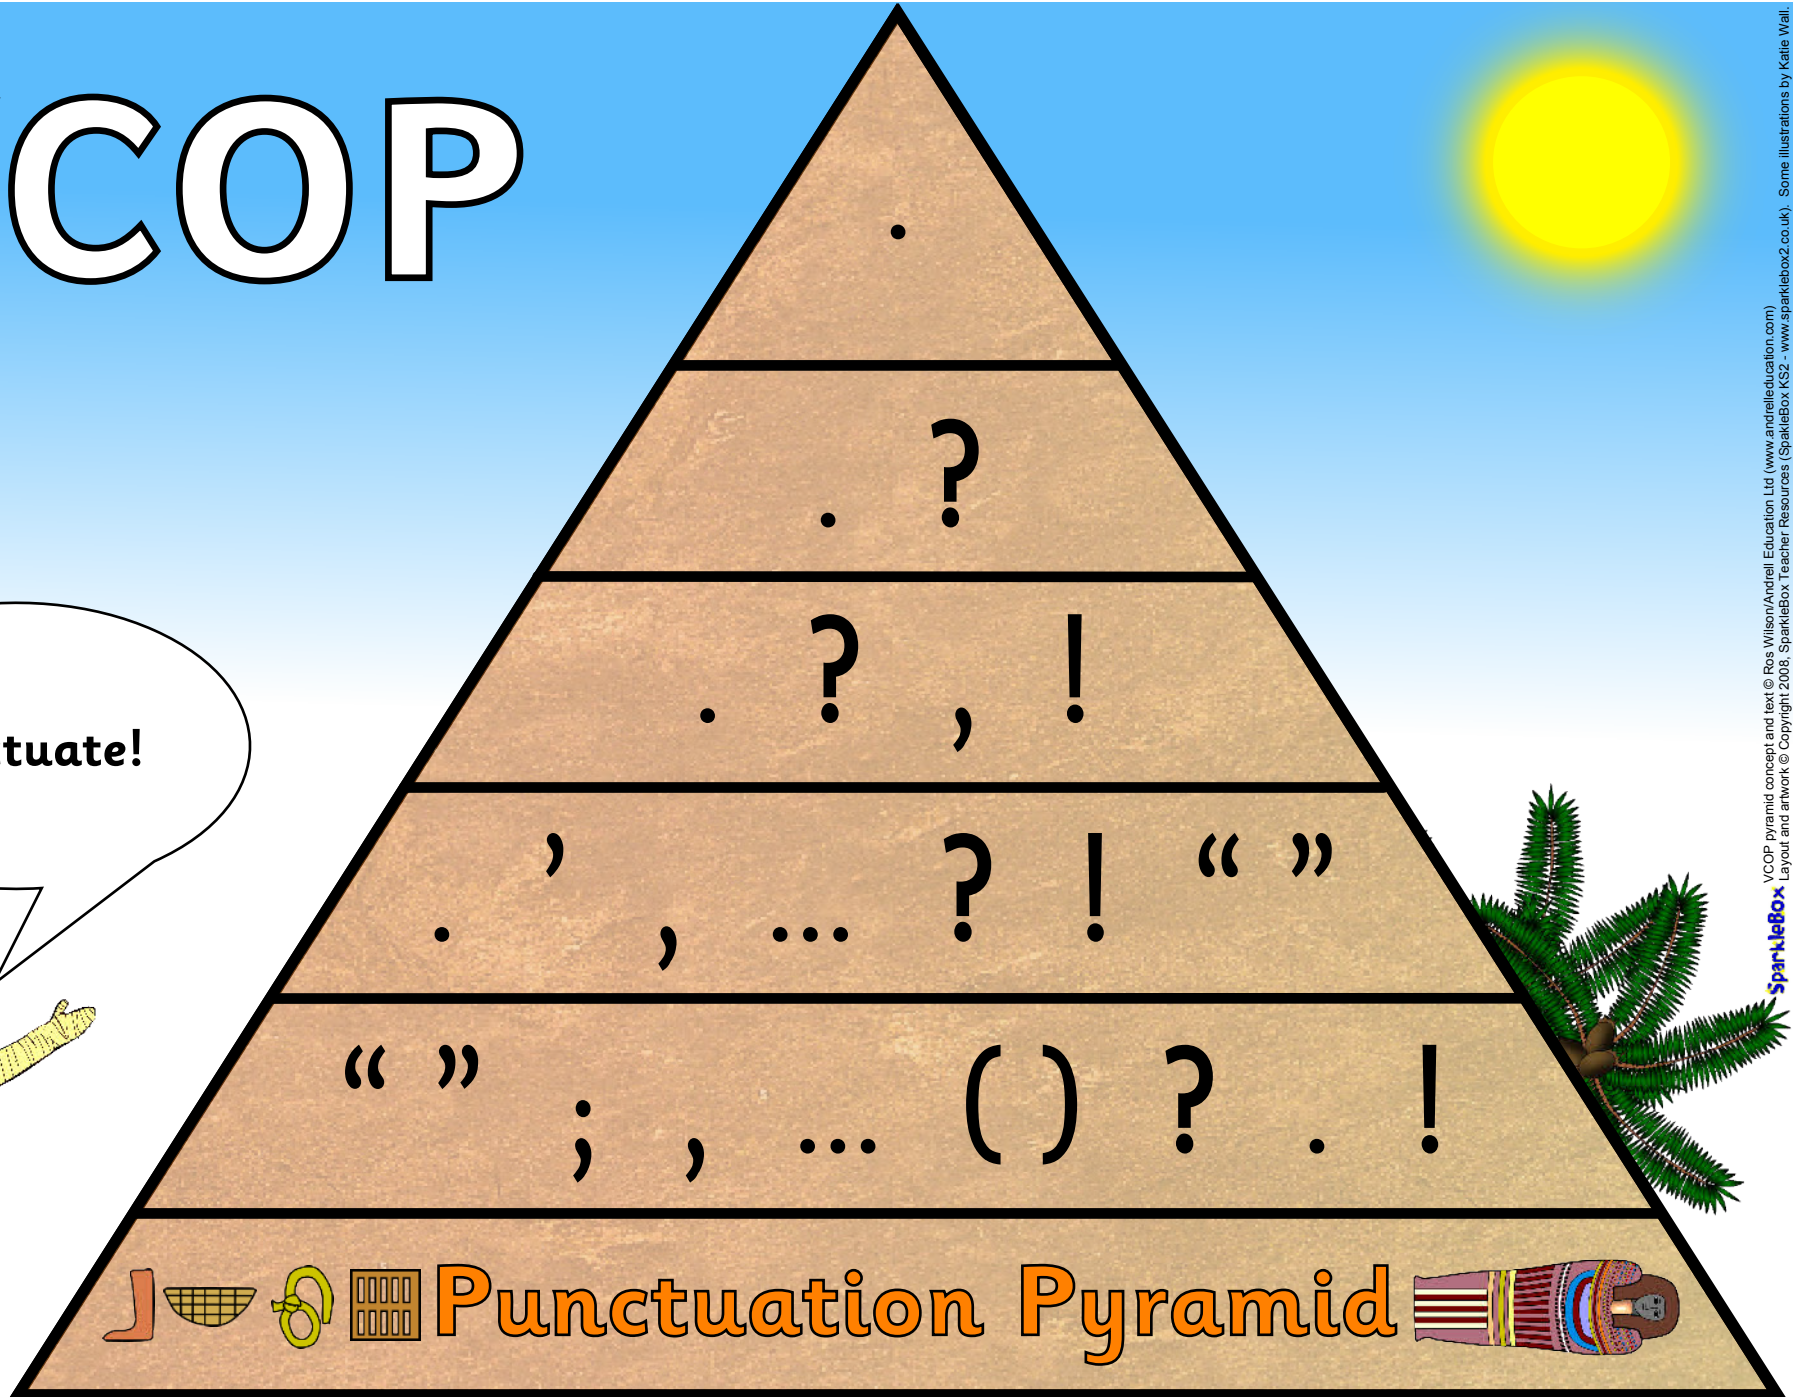 COP
.
. ?
. ? , !
tuate!
. ’ , ... ? ! “ ”
“ ” ; , ... ( ) ? . !
Punctuation Pyramid
VCOP pyramid concept and text © Ros Wilson/Andrell Education Ltd (www.andrelleducation.com)
Layout and artwork © Copyright 2008, SparkleBox Teacher Resources (SpakleBox KS2 - www.sparklebox2.co.uk). Some illustrations by Katie Wall.
SparkleBox